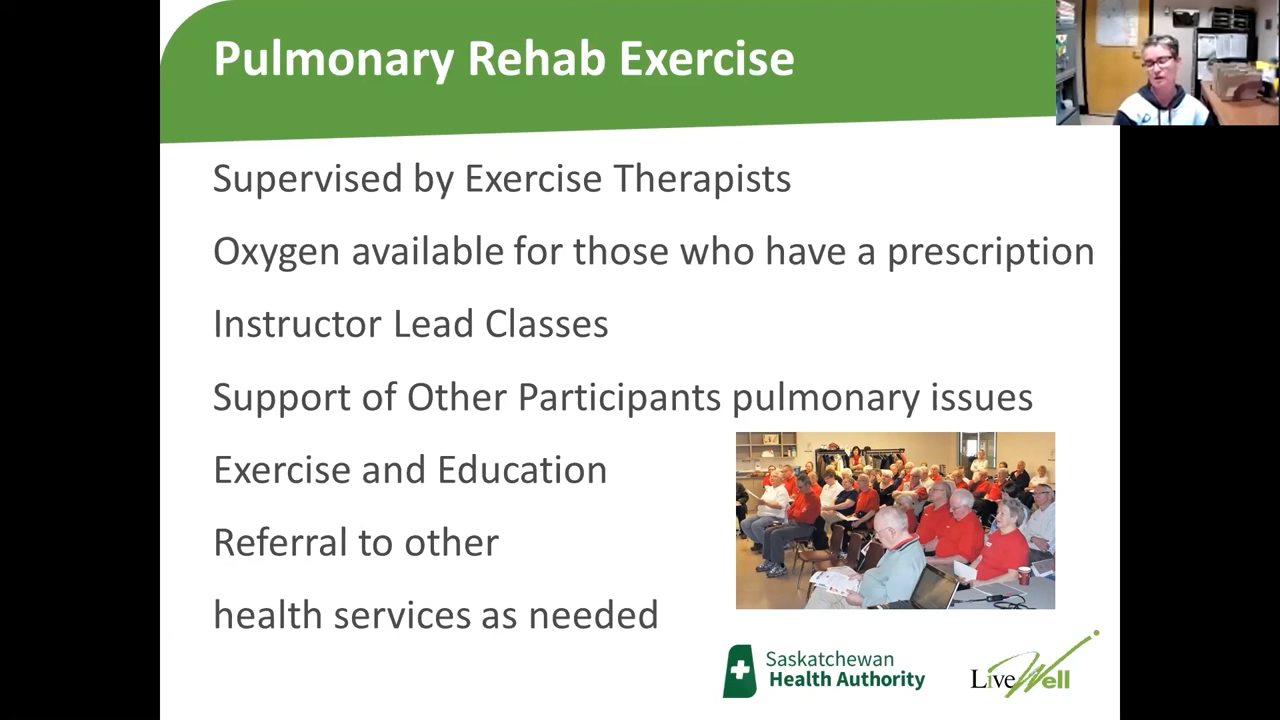 Pulmonary Rehab Exercise
Supervised by Exercise Therapists
Oxygen available for those who have a prescription
Instructor Lead Classes
Support of Other Participants pulmonary issues
Exercise and Education
Referral to other
health services as needed
Saskatchewan
Health Authority
LiveWell